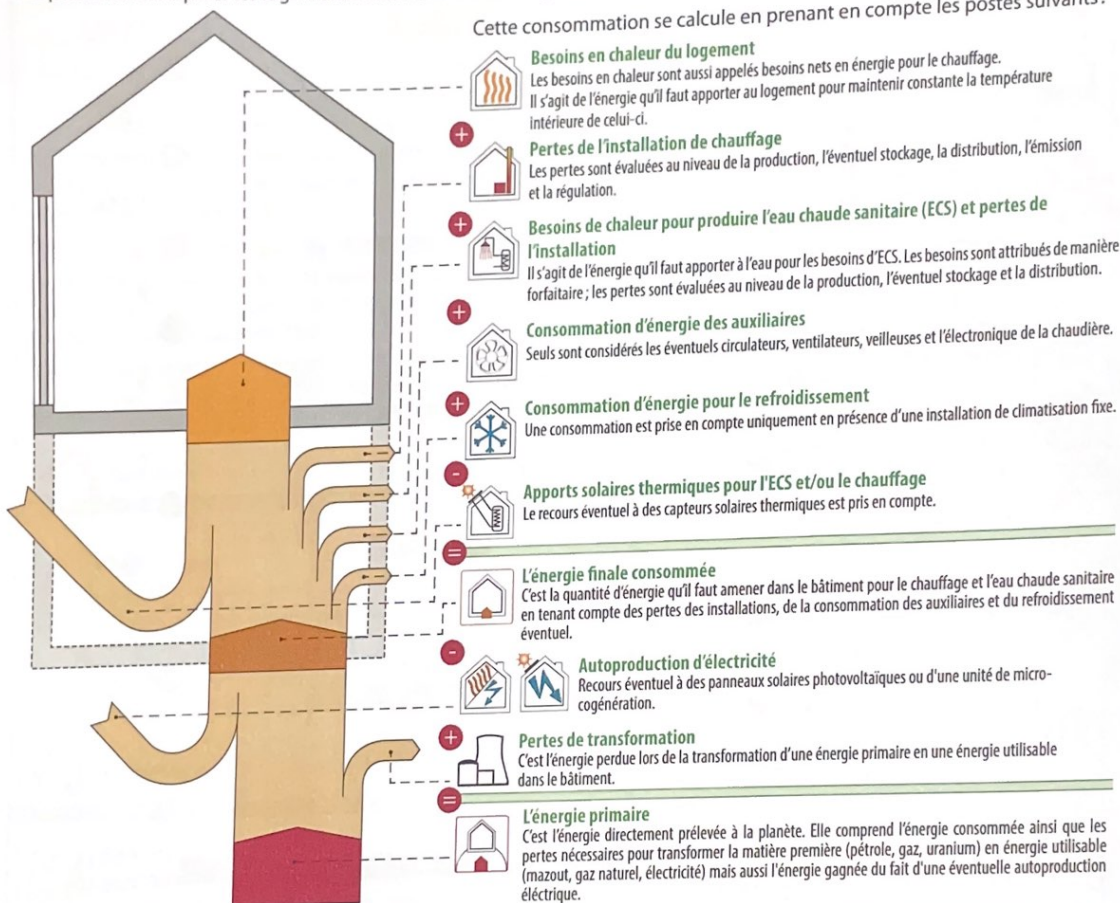 Cette consommation se calcule en prenant en compte les postes suivants:
Besoins en chaleur du logement
Les besoins en chaleur sont aussi appelés besoins nets en énergie pour le chauffage.
Il s'agit de l'énergie qu'il faut apporter au logement pour maintenir constante la température
intérieure de celui-ci.
+
Pertes de l'installation de chauffage
Les pertes sont évaluées au niveau de la production, l'éventuel stockage, la distribution, l'émission
et la régulation.
+
Besoins de chaleur pour produire l'eau chaude sanitaire (ECS) et pertes de
l'installation
Il s'agit de l'énergie qu'il faut apporter à l'eau pour les besoins d'ECS. Les besoins sont attribués de manière
forfaitaire ; les pertes sont évaluées au niveau de la production, l'éventuel stockage et la distribution.
+
Consommation d'énergie des auxiliaires
Seuls sont considérés les éventuels circulateurs, ventilateurs, veilleuses et l'électronique de la chaudière.
+
Consommation d'énergie pour le refroidissement
Une consommation est prise en compte uniquement en présence d'une installation de climatisation fixe.
-
Apports solaires thermiques pour l'ECS et/ou le chauffage
Le recours éventuel à des capteurs solaires thermiques est pris en compte.
=
L'énergie finale consommée
C'est la quantité d'énergie qu'il faut amener dans le bâtiment pour le chauffage et l'eau chaude sanitaire
en tenant compte des pertes des installations, de la consommation des auxiliaires et du refroidissement
éventuel.
-
Autoproduction d'électricité
Recours éventuel à des panneaux solaires photovoltaïques ou d'une unité de micro-
cogénération.
+
Pertes de transformation
C'est l'énergie perdue lors de la transformation d'une énergie primaire en une énergie utilisable
dans le bâtiment.
=
L'énergie primaire
C'est l'énergie directement prélevée à la planète. Elle comprend l'énergie consommée ainsi que les
pertes nécessaires pour transformer la matière première (pétrole, gaz, uranium) en énergie utilisable
(mazout, gaz naturel, électricité) mais aussi l'énergie gagnée du fait d'une éventuelle autoproduction
éléctrique.